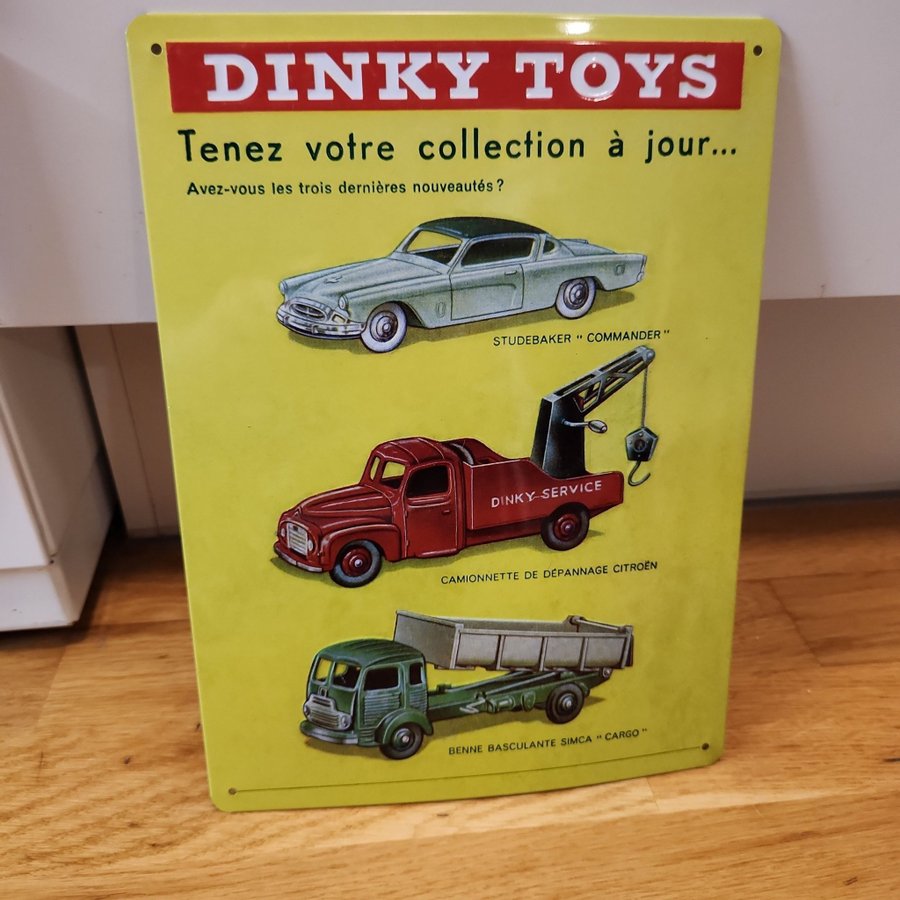 DINKY TOYS
Tenez votre collection à jour...
Avez-vous les trois dernières nouveautés?
STUDEBAKER "COMMANDER"
DINKY-SERVICE
CAMIONNETTE DE DÉPANNAGE CITROËN
BENNE BASCULANTE SIMCA "CARGO"